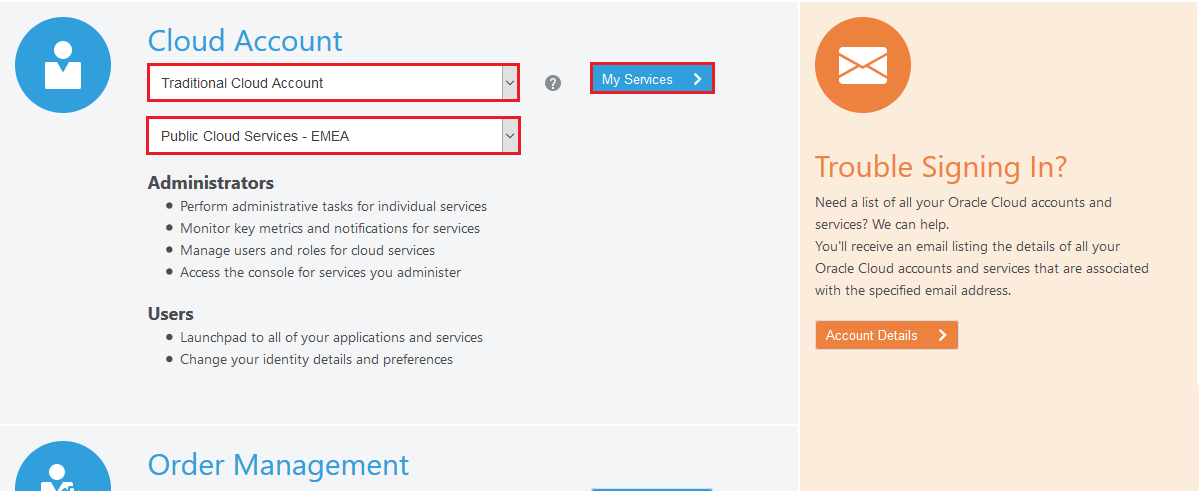 Cloud Account
Traditional Cloud Account
?
My Services
Public Cloud Services - EMEA
Administrators
Perform administrative tasks for individual services
Monitor key metrics and notifications for services
Manage users and roles for cloud services
Access the console for services you administer
Users
Launchpad to all of your applications and services
Change your identity details and preferences
Order Management
Trouble Signing In?
Need a list of all your Oracle Cloud accounts and
services? We can help.
You'll receive an email listing the details of all your
Oracle Cloud accounts and services that are associated
with the specified email address.
Account Details